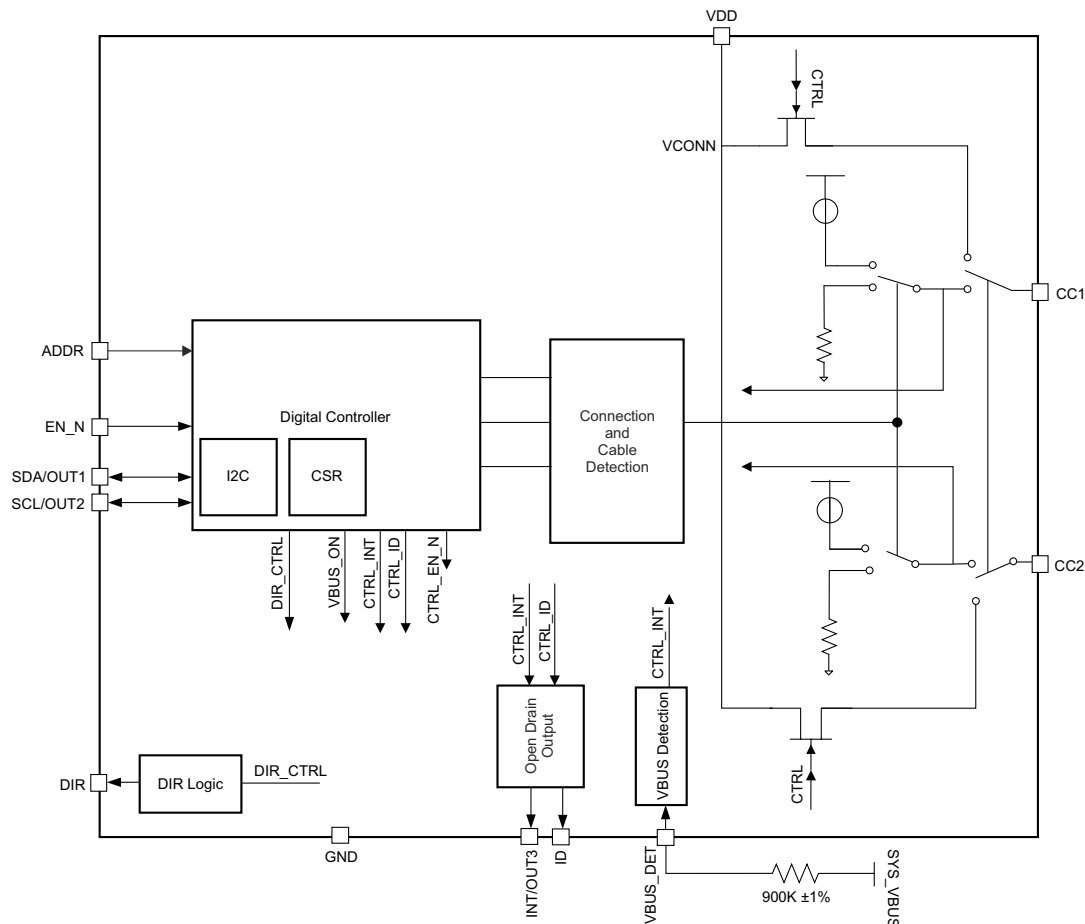 VDD
CTRL
VCONN
CC1
ADDR
EN_N
SDA/OUT1
SCL/OUT2
Digital Controller
I2C
CSR
Connection
and
Cable
Detection
DIR_CTRL
VBUS_ON
CTRL_INT
CTRL_ID
CTRL_EN_N
CC2
CTRL_INT
CTRL_ID
CTRL_INT
Open Drain
Output
VBUS Detection
CTRL
DIR
DIR Logic
DIR_CTRL
GND
INT/OUT3
ID
VBUS_DET
900K ±1%
SYS_VBUS